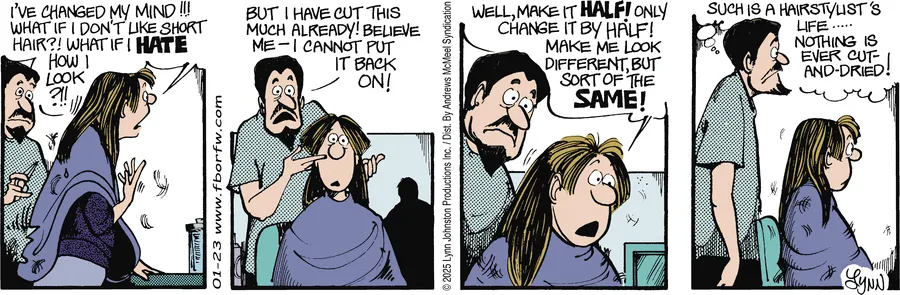 I'VE CHANGED MY MIND !!!
WHAT IF I DON'T LIKE SHORT
HAIR?! WHAT IF I HATE
HOW I
LOOK
?!!
01-23 www.fborfw.com
BUT I HAVE CUT THIS
MUCH ALREADY! BELIEVE
ME—I CANNOT PUT
IT BACK
ON!
© 2025 Lynn Johnston Productions Inc. / Dist. By Andrews McMeel Syndication
WELL, MAKE IT HALF! ONLY
CHANGE IT BY HALF!
MAKE ME LOOK
DIFFERENT, BUT
SORT OF THE
SAME!
SUCH IS A HAIRSTYLIST'S
LIFE .....
NOTHING IS
EVER CUT-
AND-DRIED!
LYNN